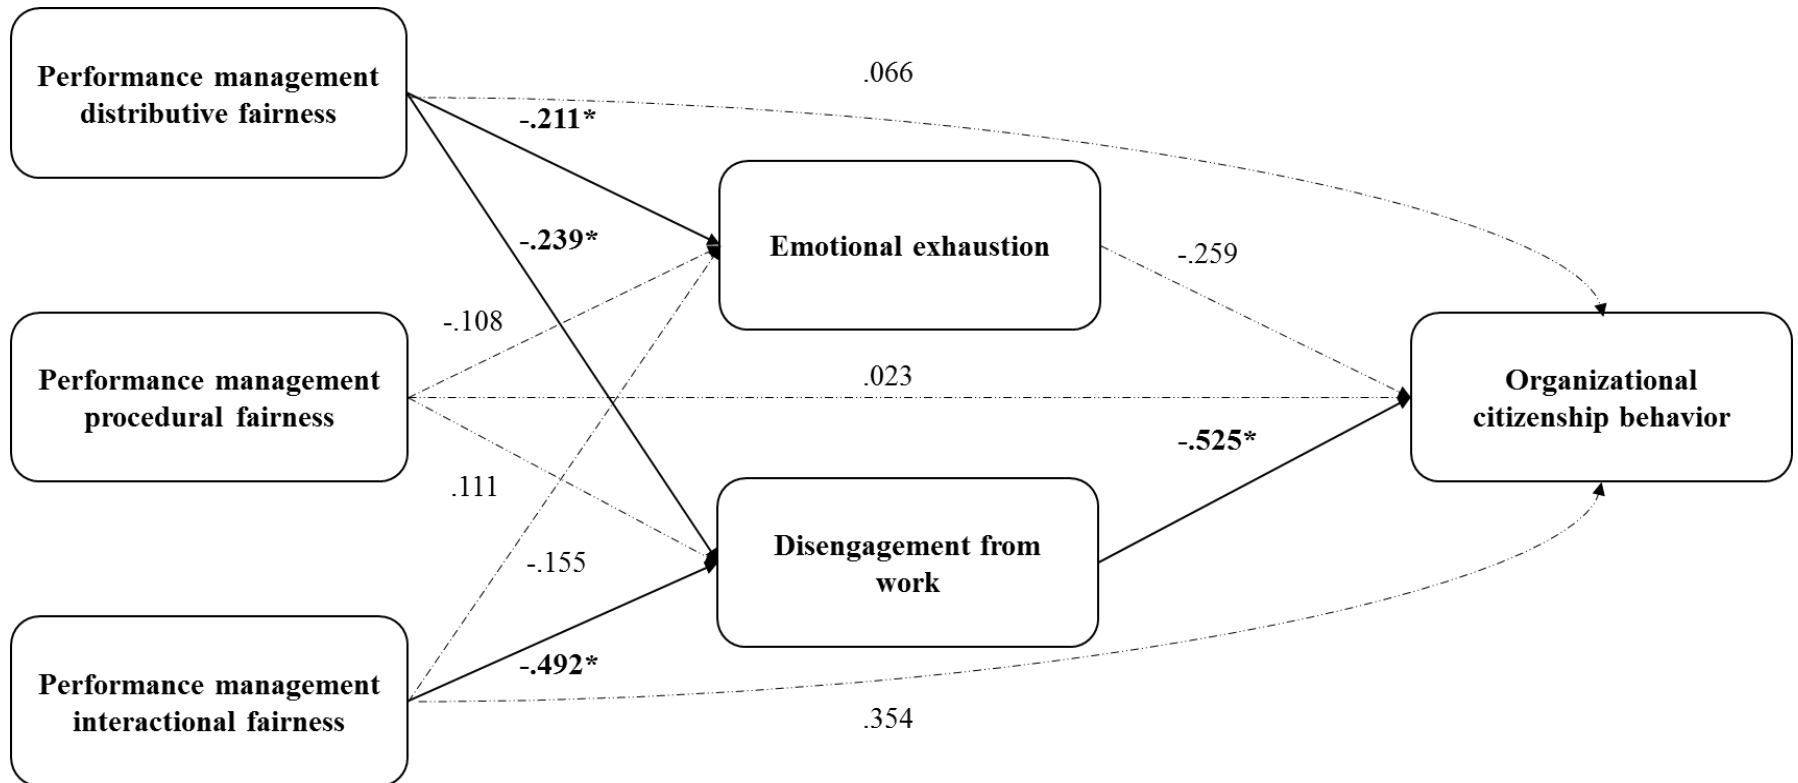 Performance management
distributive fairness
.066
-.211*
-.239*
Emotional exhaustion
-.259
-.108
Performance management
procedural fairness
.023
Organizational
citizenship behavior
-.525*
.111
-.155
Disengagement from
work
-.492*
Performance management
interactional fairness
.354